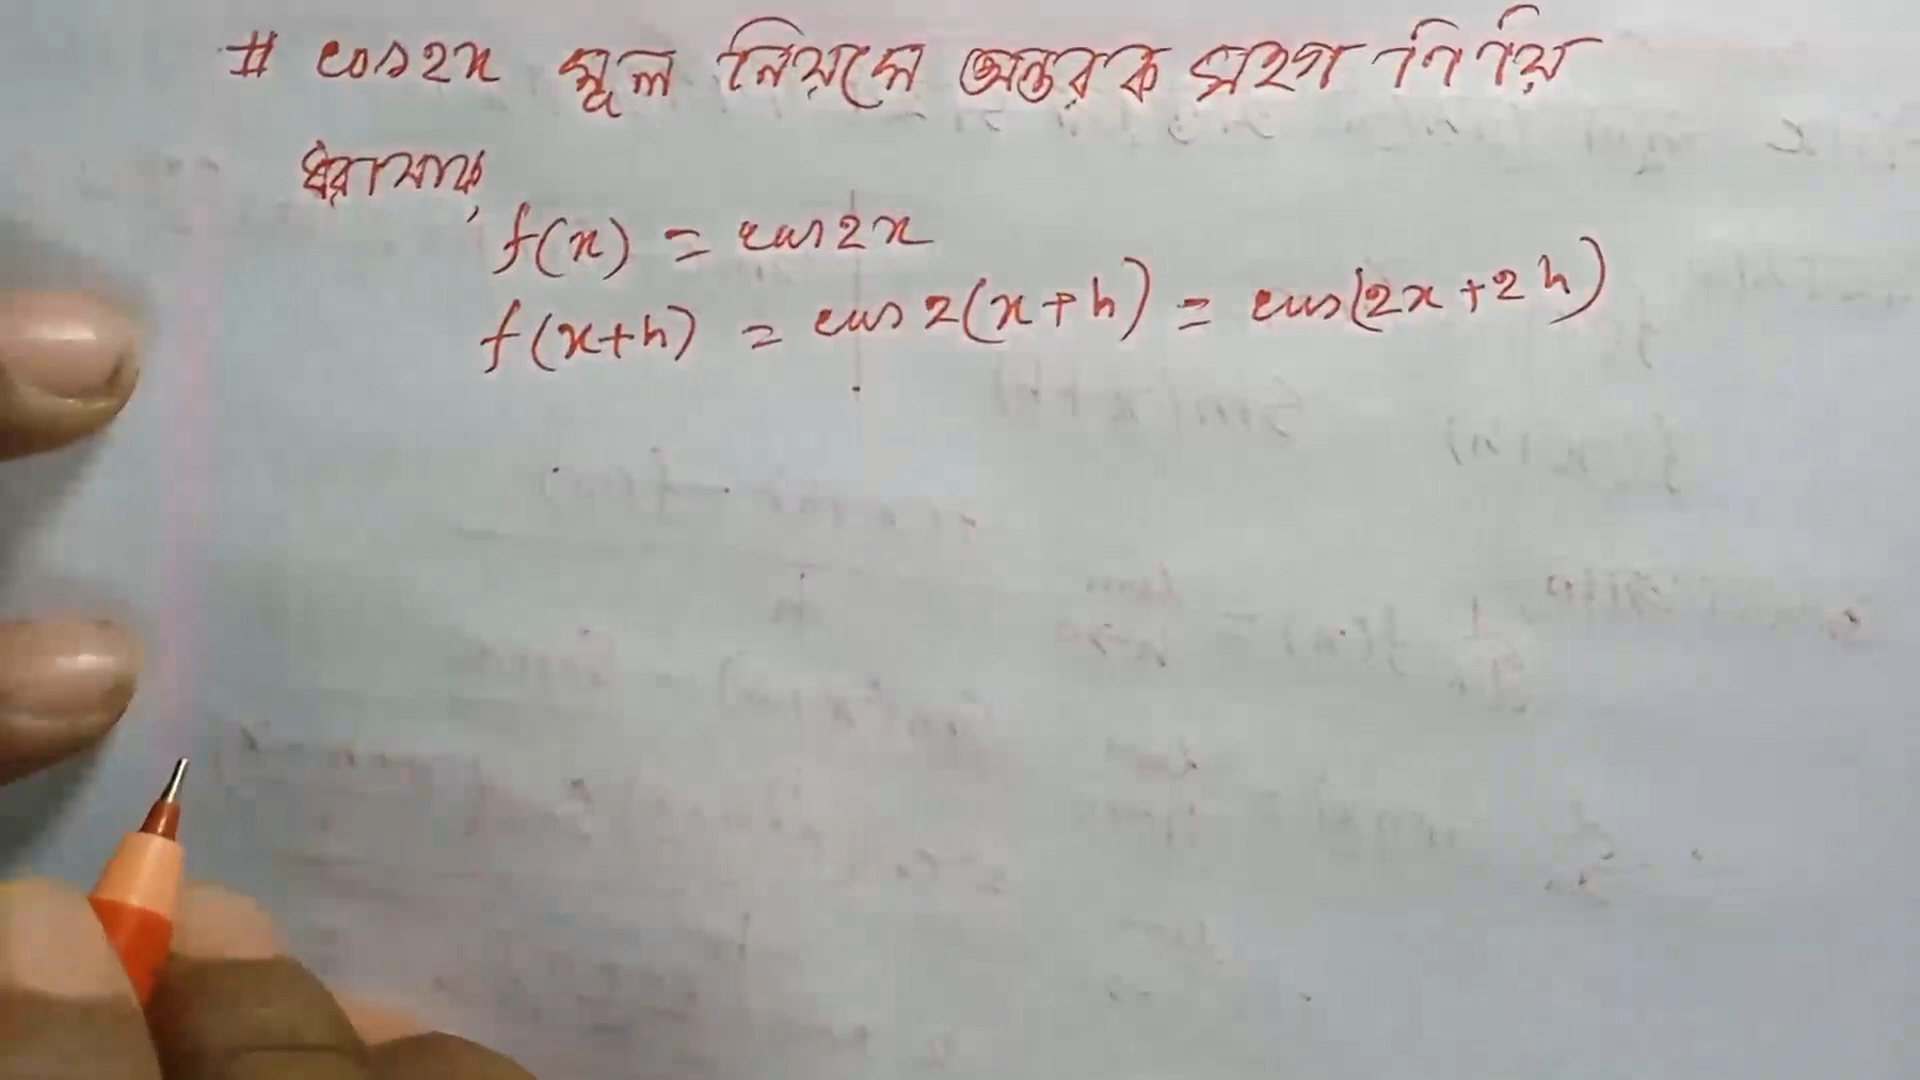 # cos2x মূল নিয়মে অন্তরক সহগ নির্ণয়
ধরাযাক,
f(x) = cos2x
f(x+h) = cos 2(x+h) = cos(2x+2h)